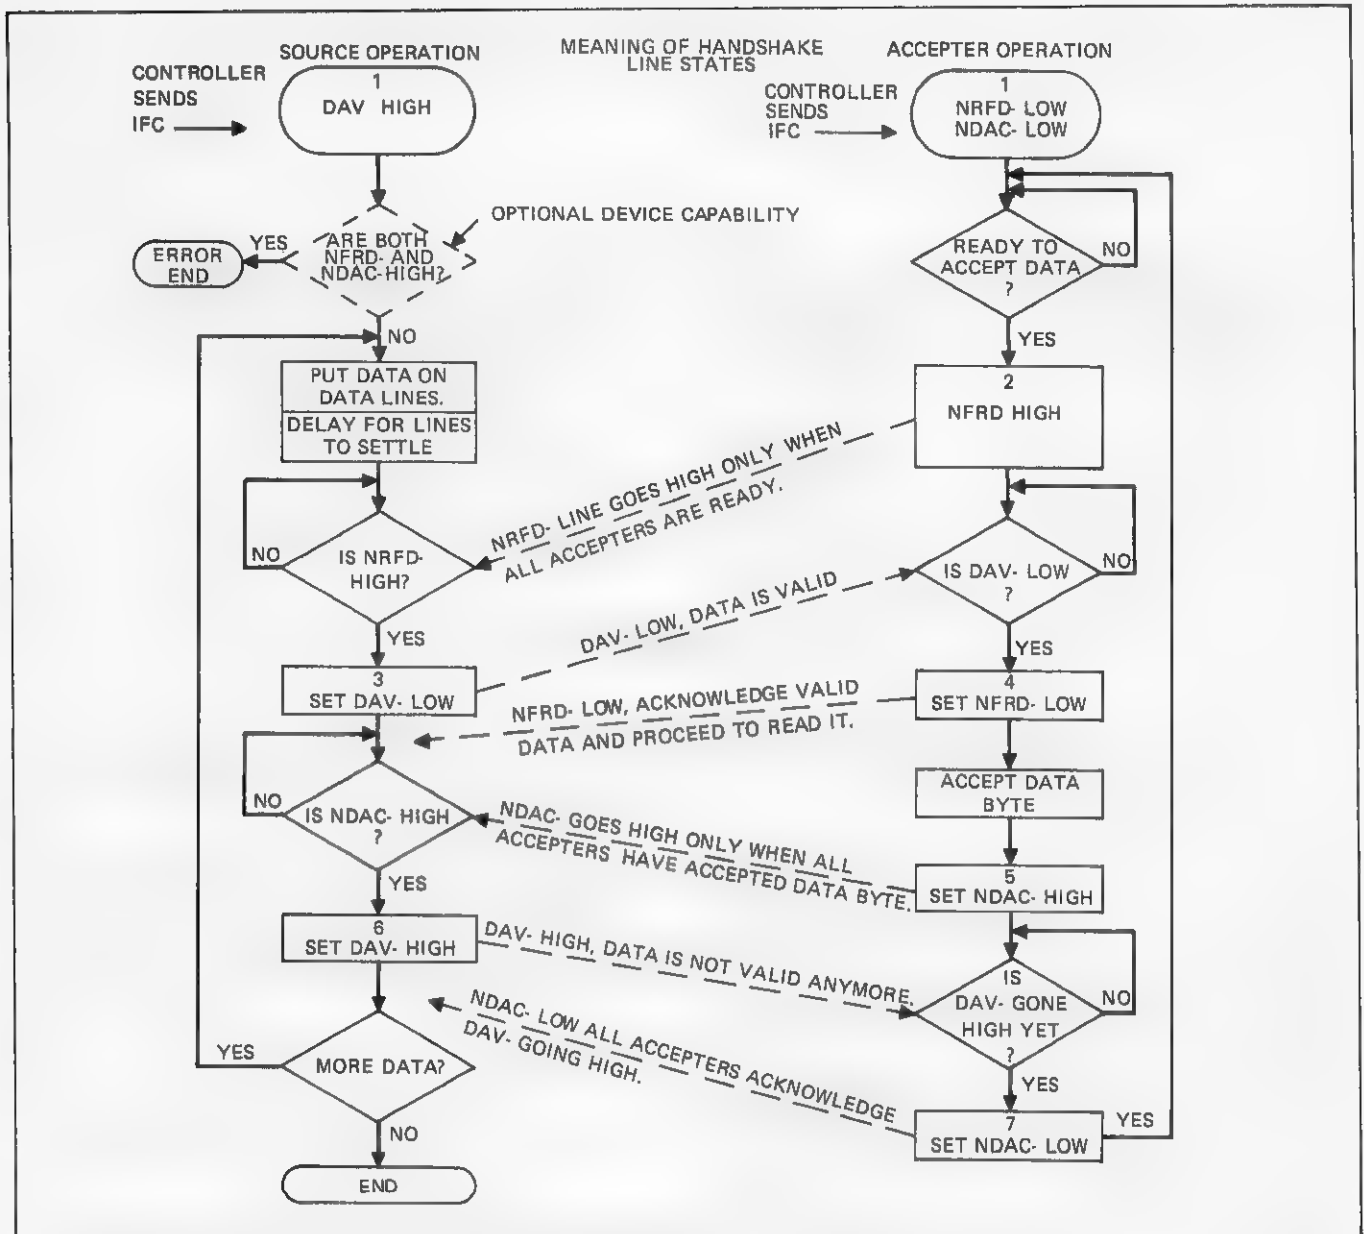 SOURCE OPERATION
CONTROLLER
SENDS
IFC
1
DAV HIGH
OPTIONAL DEVICE CAPABILITY
ARE BOTH
NFRD- AND
NDAC-HIGH?
YES
ERROR
END
NO
PUT DATA ON
DATA LINES.
DELAY FOR LINES
TO SETTLE
IS NRFD-
HIGH?
NO
YES
3
SET DAV- LOW
IS NDAC- HIGH
?
NO
YES
6
SET DAV- HIGH
MORE DATA?
YES
NO
END
MEANING OF HANDSHAKE
LINE STATES
NRFD- LINE GOES HIGH ONLY WHEN
ALL ACCEPTERS ARE READY.
DAV- LOW, DATA IS VALID
NFRD- LOW, ACKNOWLEDGE VALID
DATA AND PROCEED TO READ IT.
NDAC- GOES HIGH ONLY WHEN ALL
ACCEPTERS HAVE ACCEPTED DATA BYTE.
DAV- HIGH, DATA IS NOT VALID ANYMORE.
NDAC- LOW ALL ACCEPTERS ACKNOWLEDGE
DAV- GOING HIGH.
ACCEPTER OPERATION
CONTROLLER
SENDS
IFC
1
NRFD- LOW
NDAC- LOW
READY TO
ACCEPT DATA
?
NO
YES
2
NFRD HIGH
IS DAV- LOW
?
NO
YES
4
SET NFRD- LOW
ACCEPT DATA
BYTE
5
SET NDAC- HIGH
IS
DAV- GONE
HIGH YET
?
NO
YES
7
SET NDAC- LOW
YES